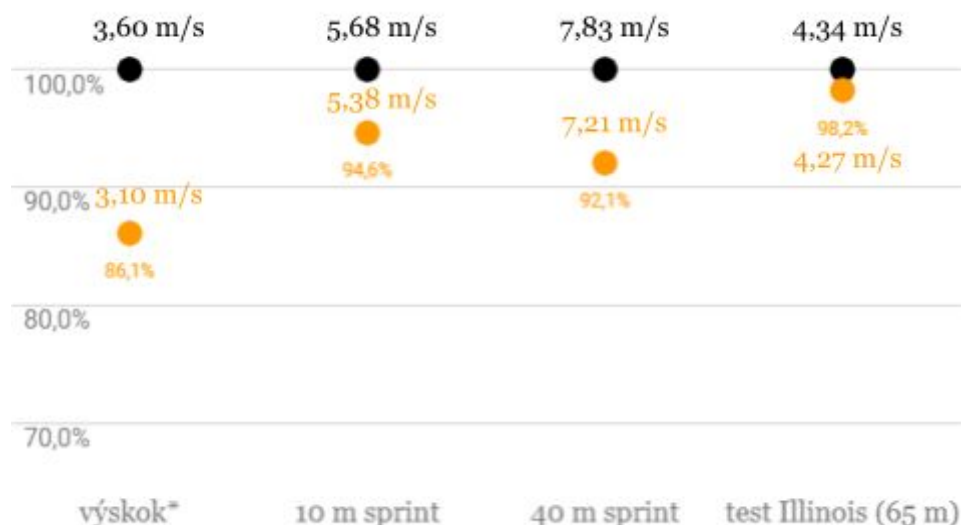 3,60 m/s 5,68 m/s 7,83 m/s 4,34 m/s
100,0%
5,38 m/s
7,21 m/s
98,2%
94,6%
4,27 m/s
90,0%
3,10 m/s
92,1%
86,1%
80,0%
70,0%
výskok* 10 m sprint 40 m sprint test Illinois (65 m)